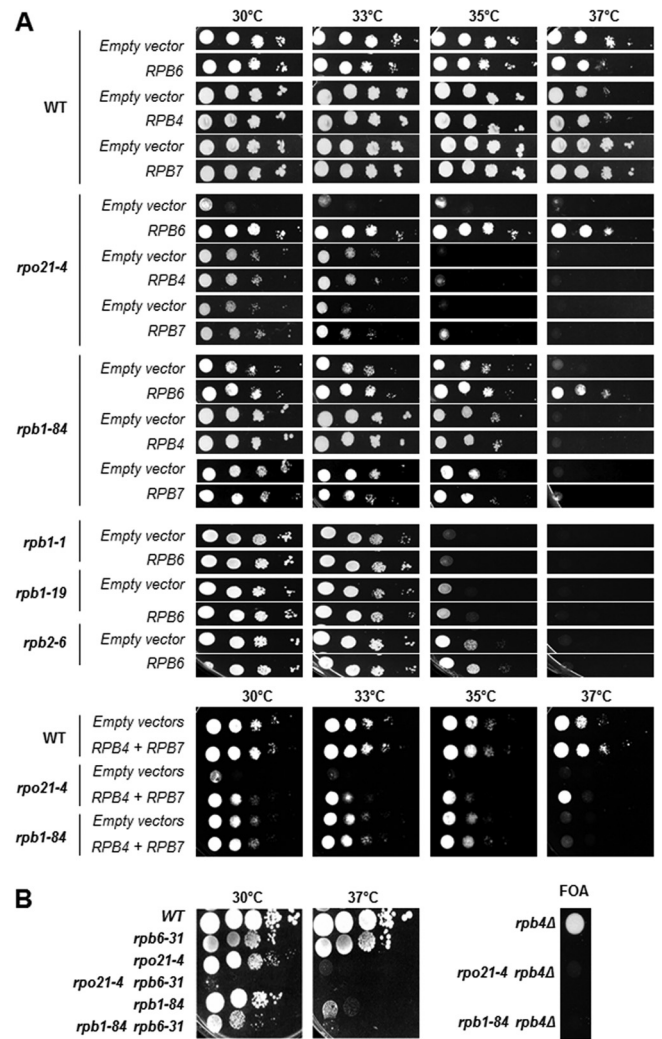 A
30°C 33°C 35°C 37°C
WT
Empty vector
RPB6
Empty vector
RPB4
Empty vector
RPB7
rpo21-4
Empty vector
RPB6
Empty vector
RPB4
Empty vector
RPB7
rpb1-84
Empty vector
RPB6
Empty vector
RPB4
Empty vector
RPB7
rpb1-1
Empty vector
RPB6
rpb1-19
Empty vector
RPB6
rpb2-6
Empty vector
RPB6
30°C 33°C 35°C 37°C
WT
Empty vectors
RPB4 + RPB7
rpo21-4
Empty vectors
RPB4 + RPB7
rpb1-84
Empty vectors
RPB4 + RPB7
B
30°C 37°C
WT
rpb6-31
rpo21-4
rpo21-4 rpb6-31
rpb1-84
rpb1-84 rpb6-31
FOA
rpb4Δ
rpo21-4 rpb4Δ
rpb1-84 rpb4Δ